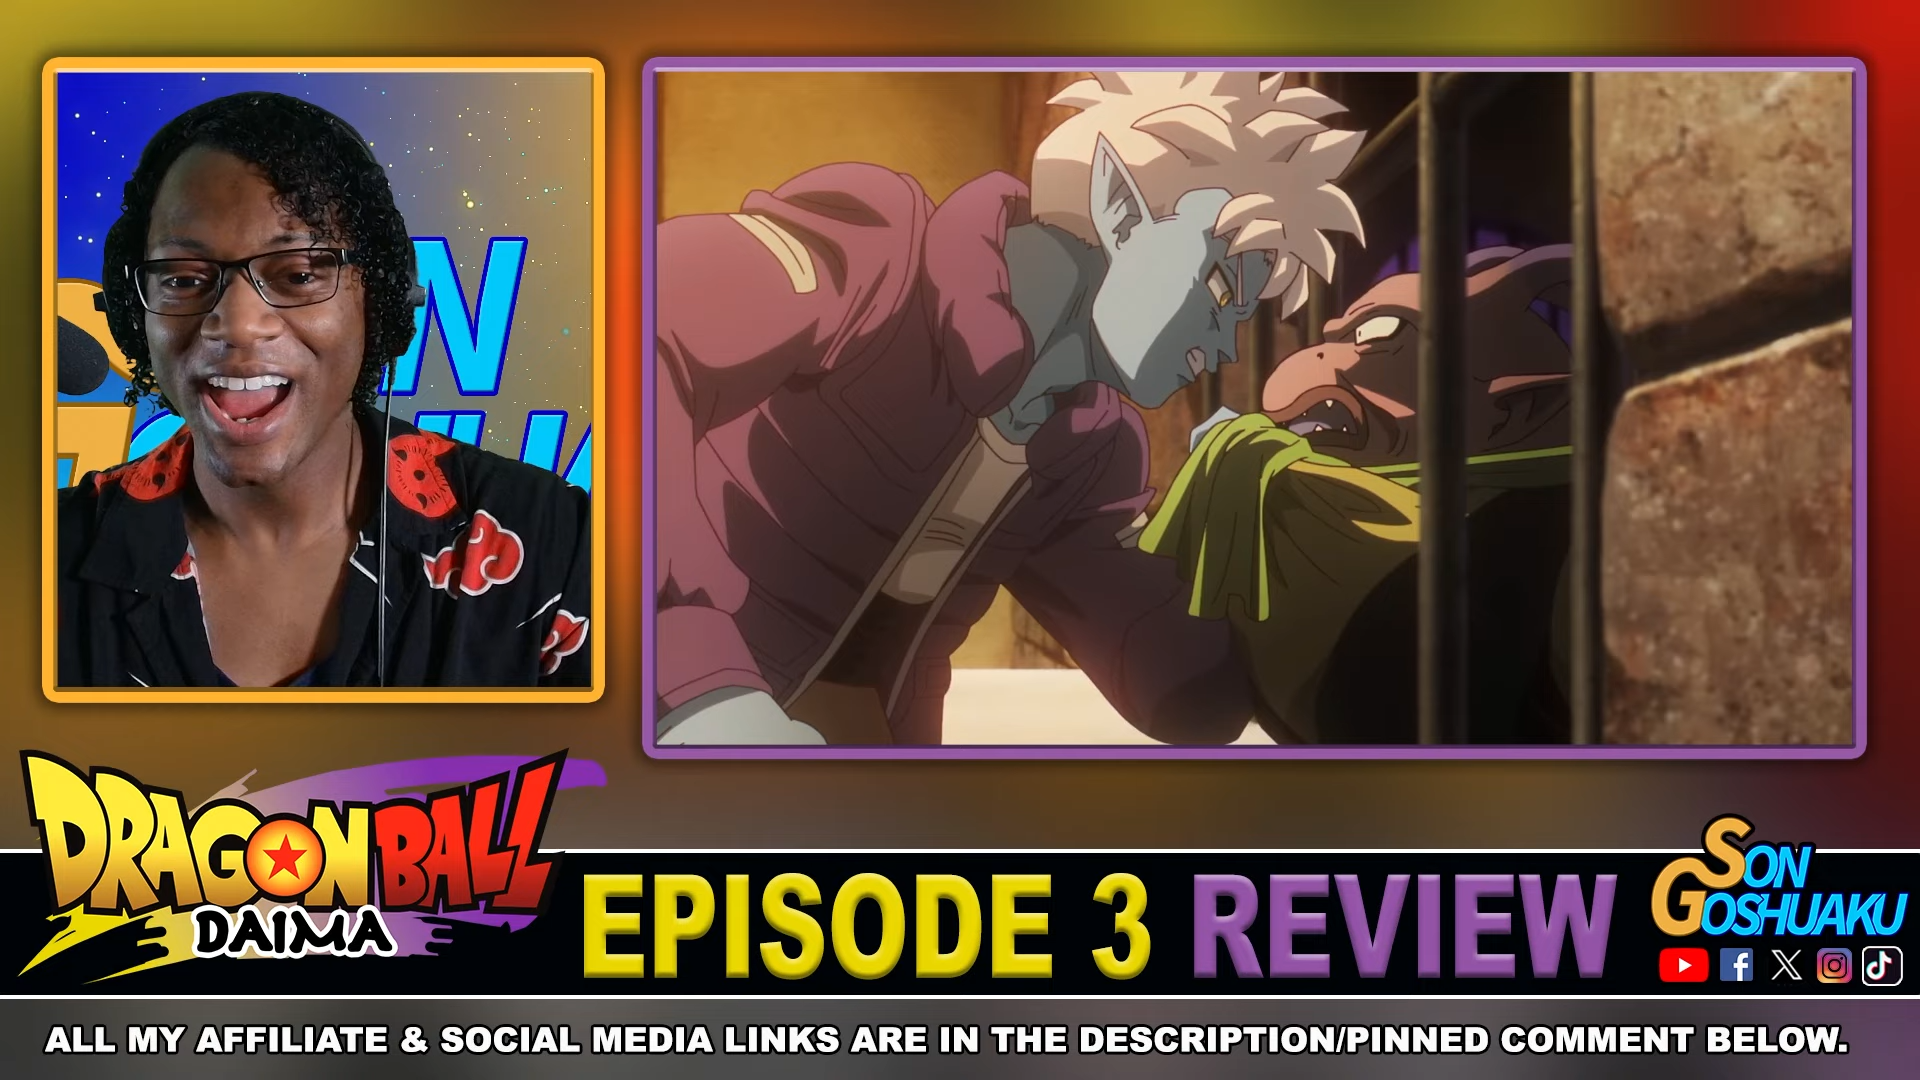 DRAGON BALL
DAIMA
EPISODE 3 REVIEW
SON
GOSHUAKU
ALL MY AFFILIATE & SOCIAL MEDIA LINKS ARE IN THE DESCRIPTION/PINNED COMMENT BELOW.